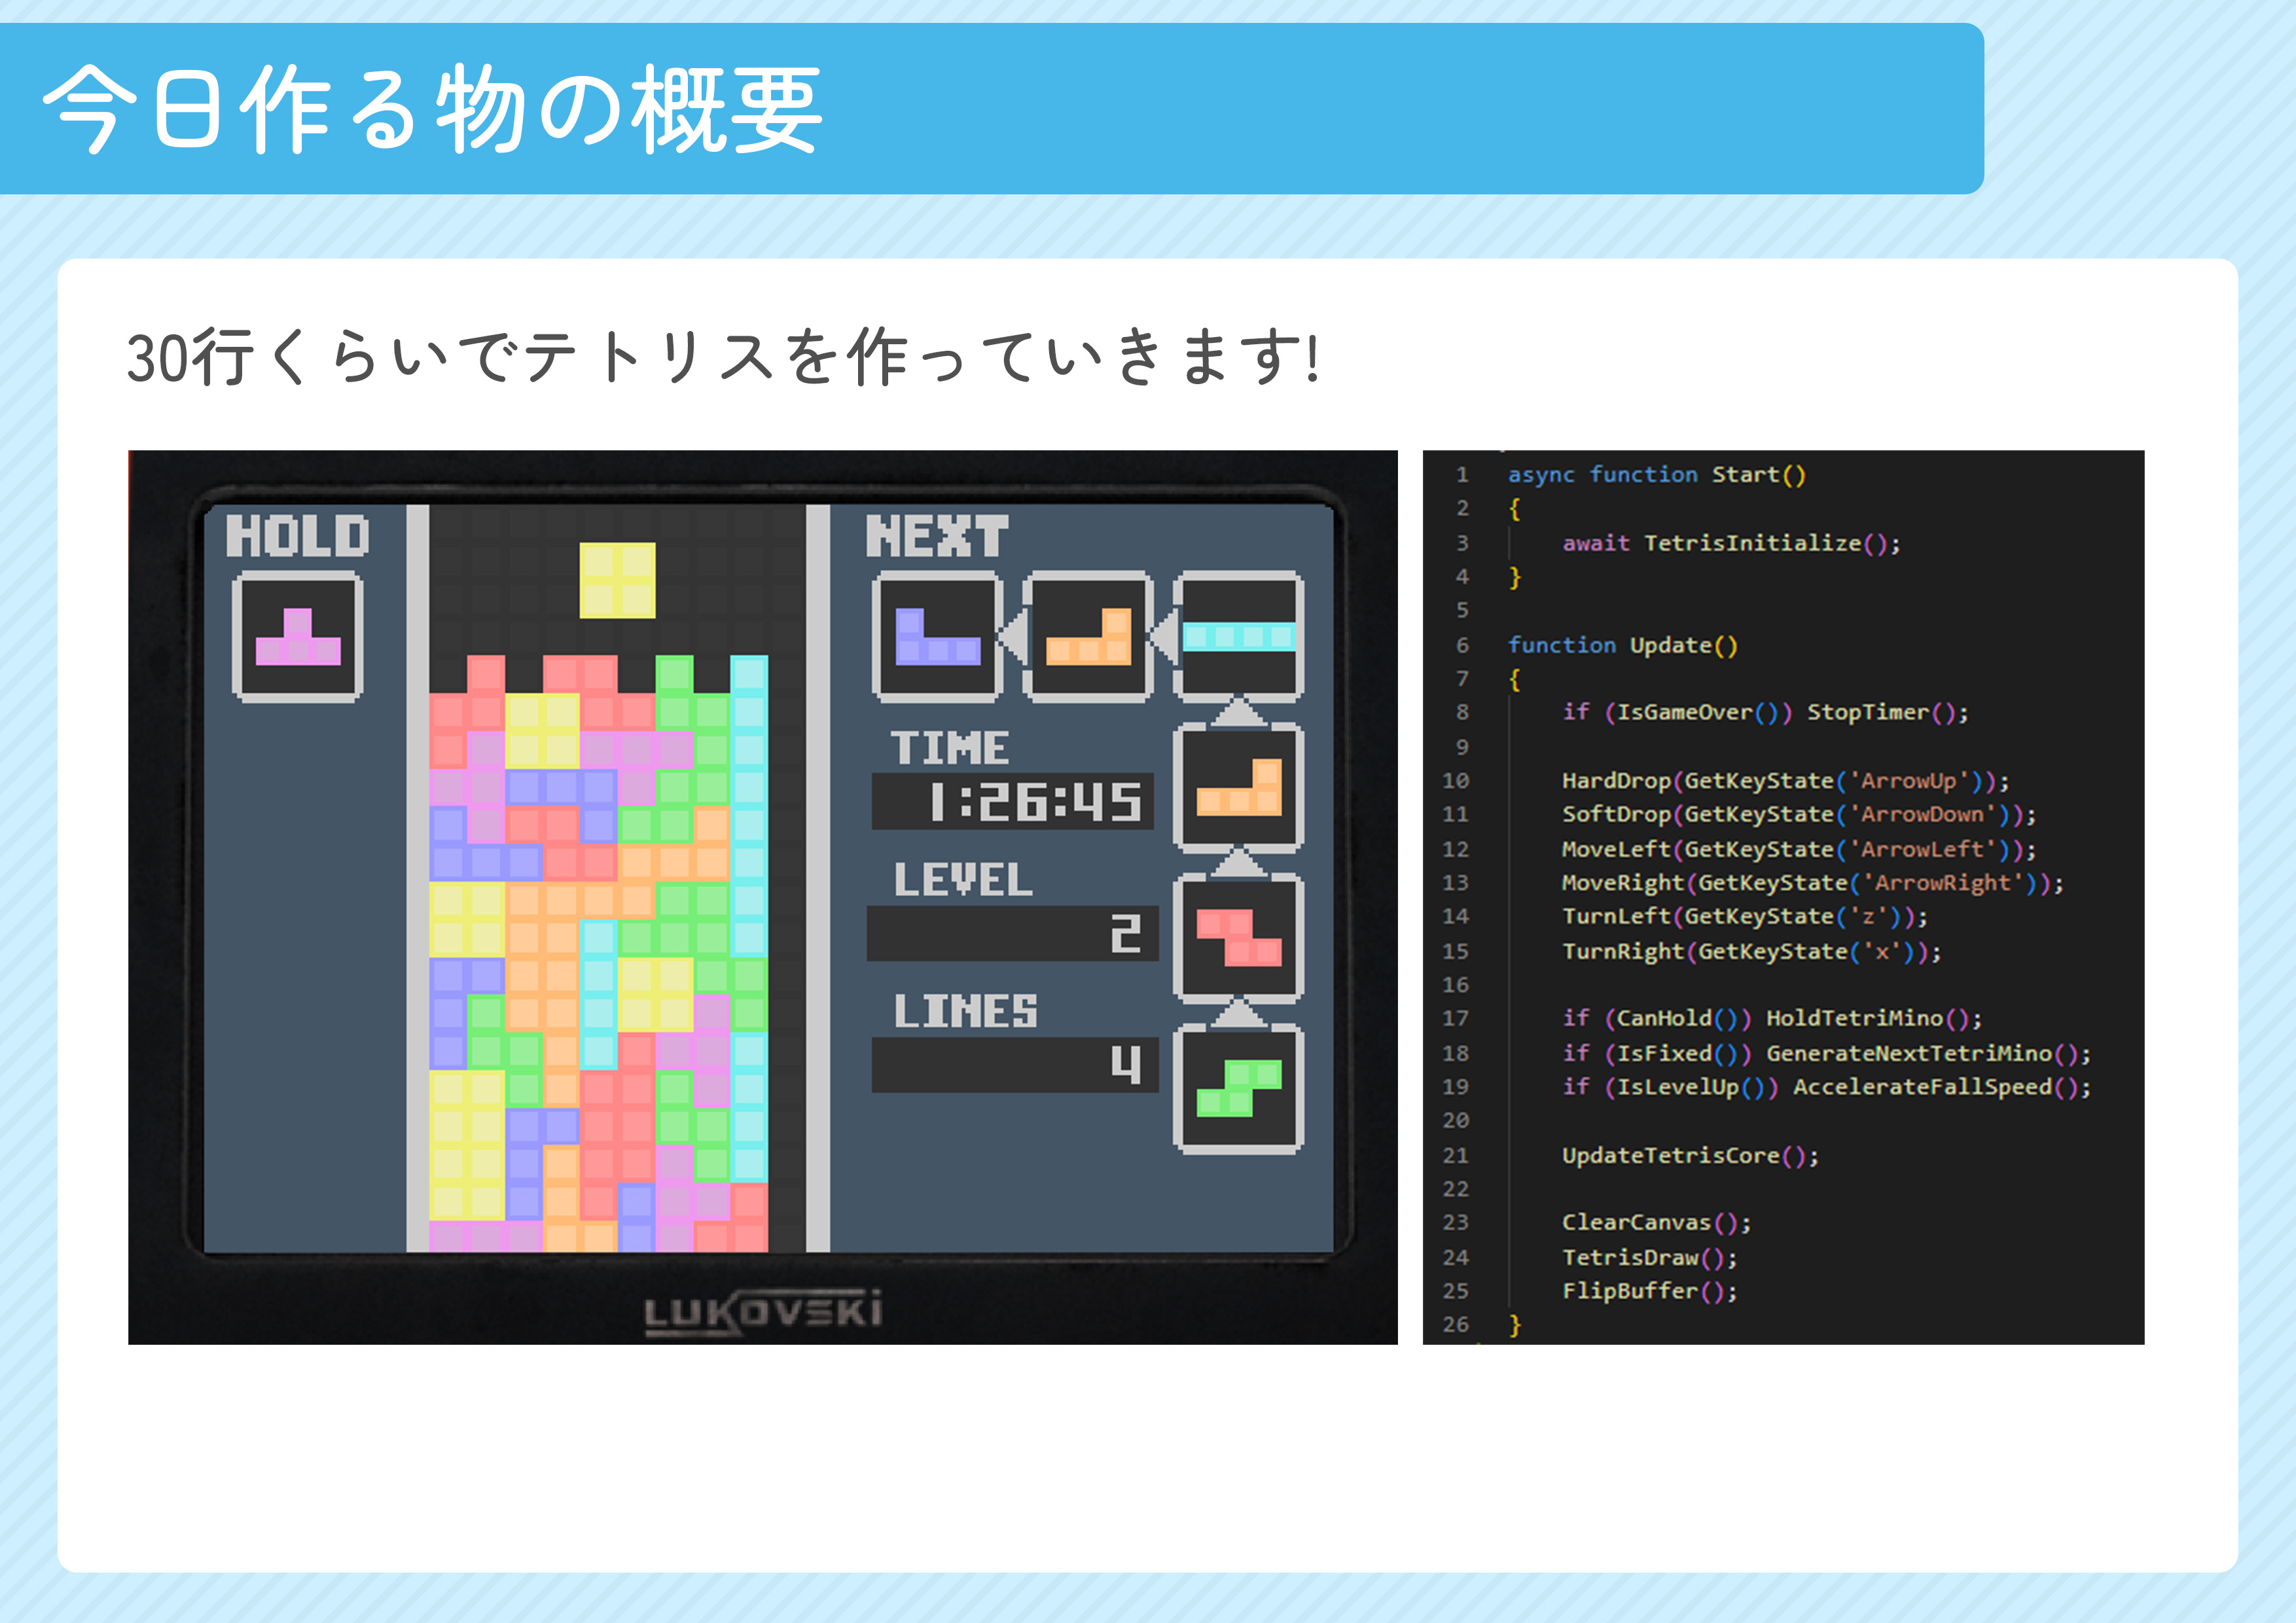 今日作る物の概要
30行くらいでテトリスを作っていきます!
HOLD
NEXT
TIME
1:26:45
LEVEL
2
LINES
4
LUKOVSKi
1 async function Start()
2 {
3 await TetrisInitialize();
4 }
5
6 function Update()
7 {
8 if (IsGameOver()) StopTimer();
9
10 HardDrop(GetKeyState('ArrowUp'));
11 SoftDrop(GetKeyState('ArrowDown'));
12 MoveLeft(GetKeyState('ArrowLeft'));
13 MoveRight(GetKeyState('ArrowRight'));
14 TurnLeft(GetKeyState('z'));
15 TurnRight(GetKeyState('x'));
16
17 if (CanHold()) HoldTetriMino();
18 if (IsFixed()) GenerateNextTetriMino();
19 if (IsLevelUp()) AccelerateFallSpeed();
20
21 UpdateTetrisCore();
22
23 ClearCanvas();
24 TetrisDraw();
25 FlipBuffer();
26 }